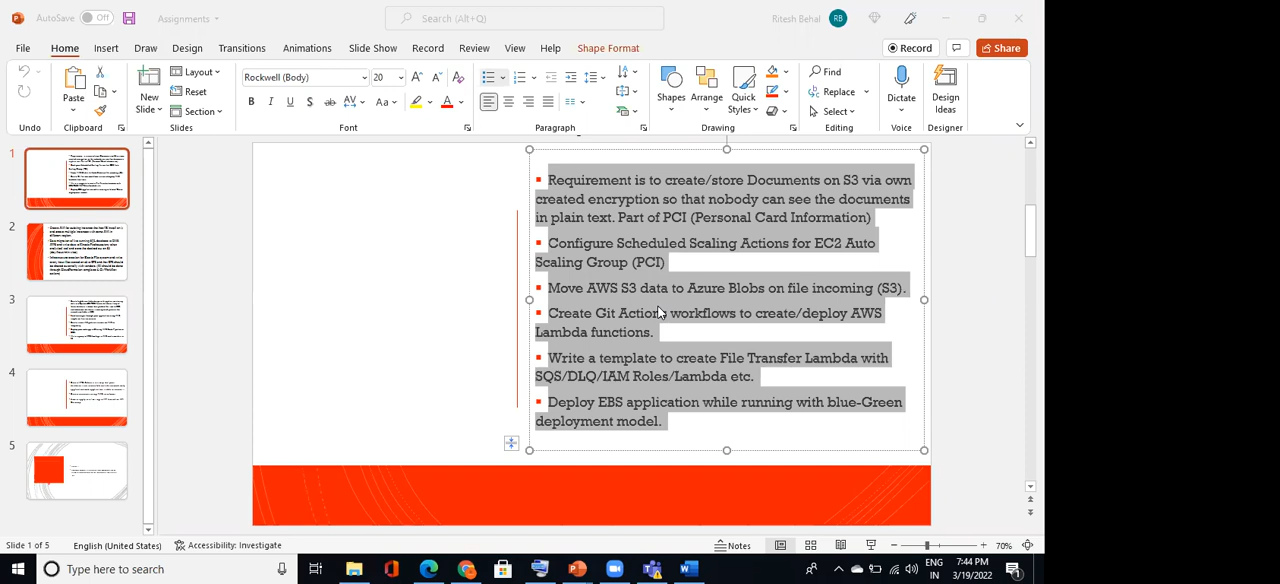 AutoSave Off Assignments Search (Alt+Q) Ritesh Behal RB
File Home Insert Draw Design Transitions Animations Slide Show Record Review View Help Shape Format Record Share
Paste New Slide Layout Reset Section Rockwell (Body) 20 Shapes Arrange Quick Styles Find Replace Select Dictate Design Ideas
Undo Clipboard Slides Font Paragraph Drawing Editing Voice Designer
1
2
3
4
5
Requirement is to create/store Documents on S3 via own
created encryption so that nobody can see the documents
in plain text. Part of PCI (Personal Card Information)
Configure Scheduled Scaling Actions for EC2 Auto
Scaling Group (PCI)
Move AWS S3 data to Azure Blobs on file incoming (S3).
Create Git Actions workflows to create/deploy AWS
Lambda functions.
Write a template to create File Transfer Lambda with
SQS/DLQ/IAM Roles/Lambda etc.
Deploy EBS application while running with blue-Green
deployment model.
Slide 1 of 5 English (United States) Accessibility: Investigate Notes 70%
Type here to search ENG IN 7:44 PM 3/19/2022 1